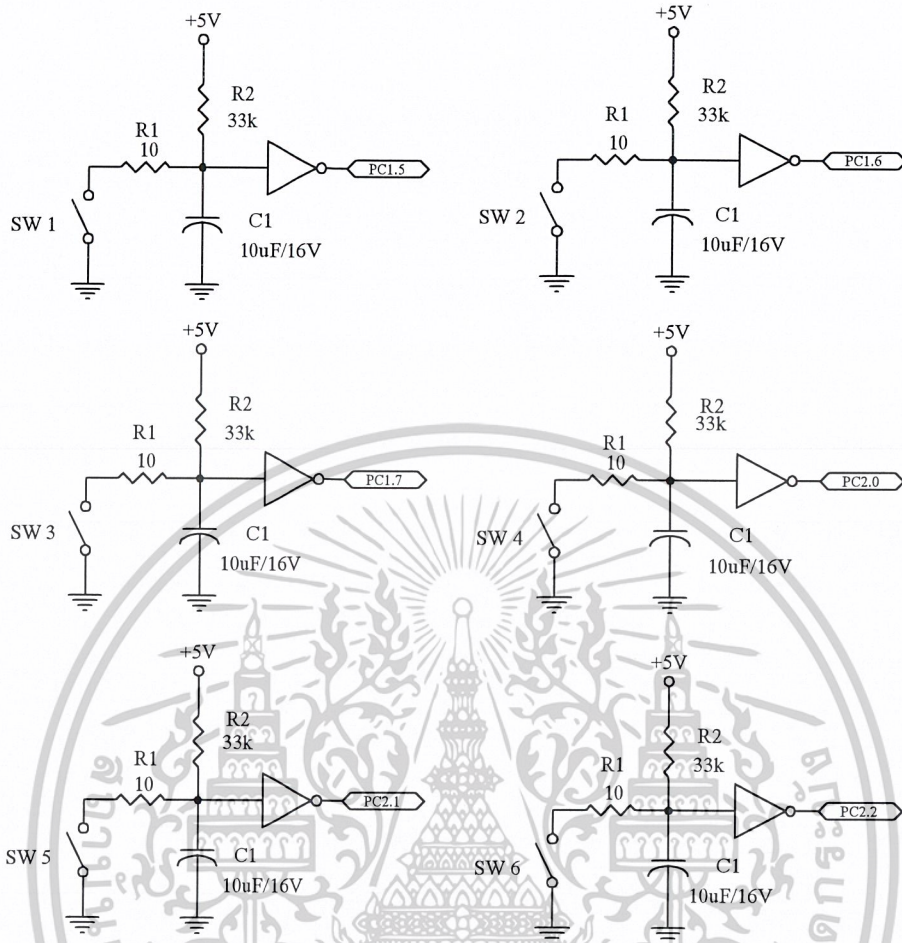 +5V
R2
33k
R1
10
PC1.5
SW 1
C1
10uF/16V
+5V
R2
33k
R1
10
PC1.6
SW 2
C1
10uF/16V
+5V
R2
33k
R1
10
PC1.7
SW 3
C1
10uF/16V
+5V
R2
33k
R1
10
PC2.0
SW 4
C1
10uF/16V
+5V
R2
33k
R1
10
PC2.1
SW 5
C1
10uF/16V
+5V
R2
33k
R1
10
PC2.2
SW 6
C1
10uF/16V